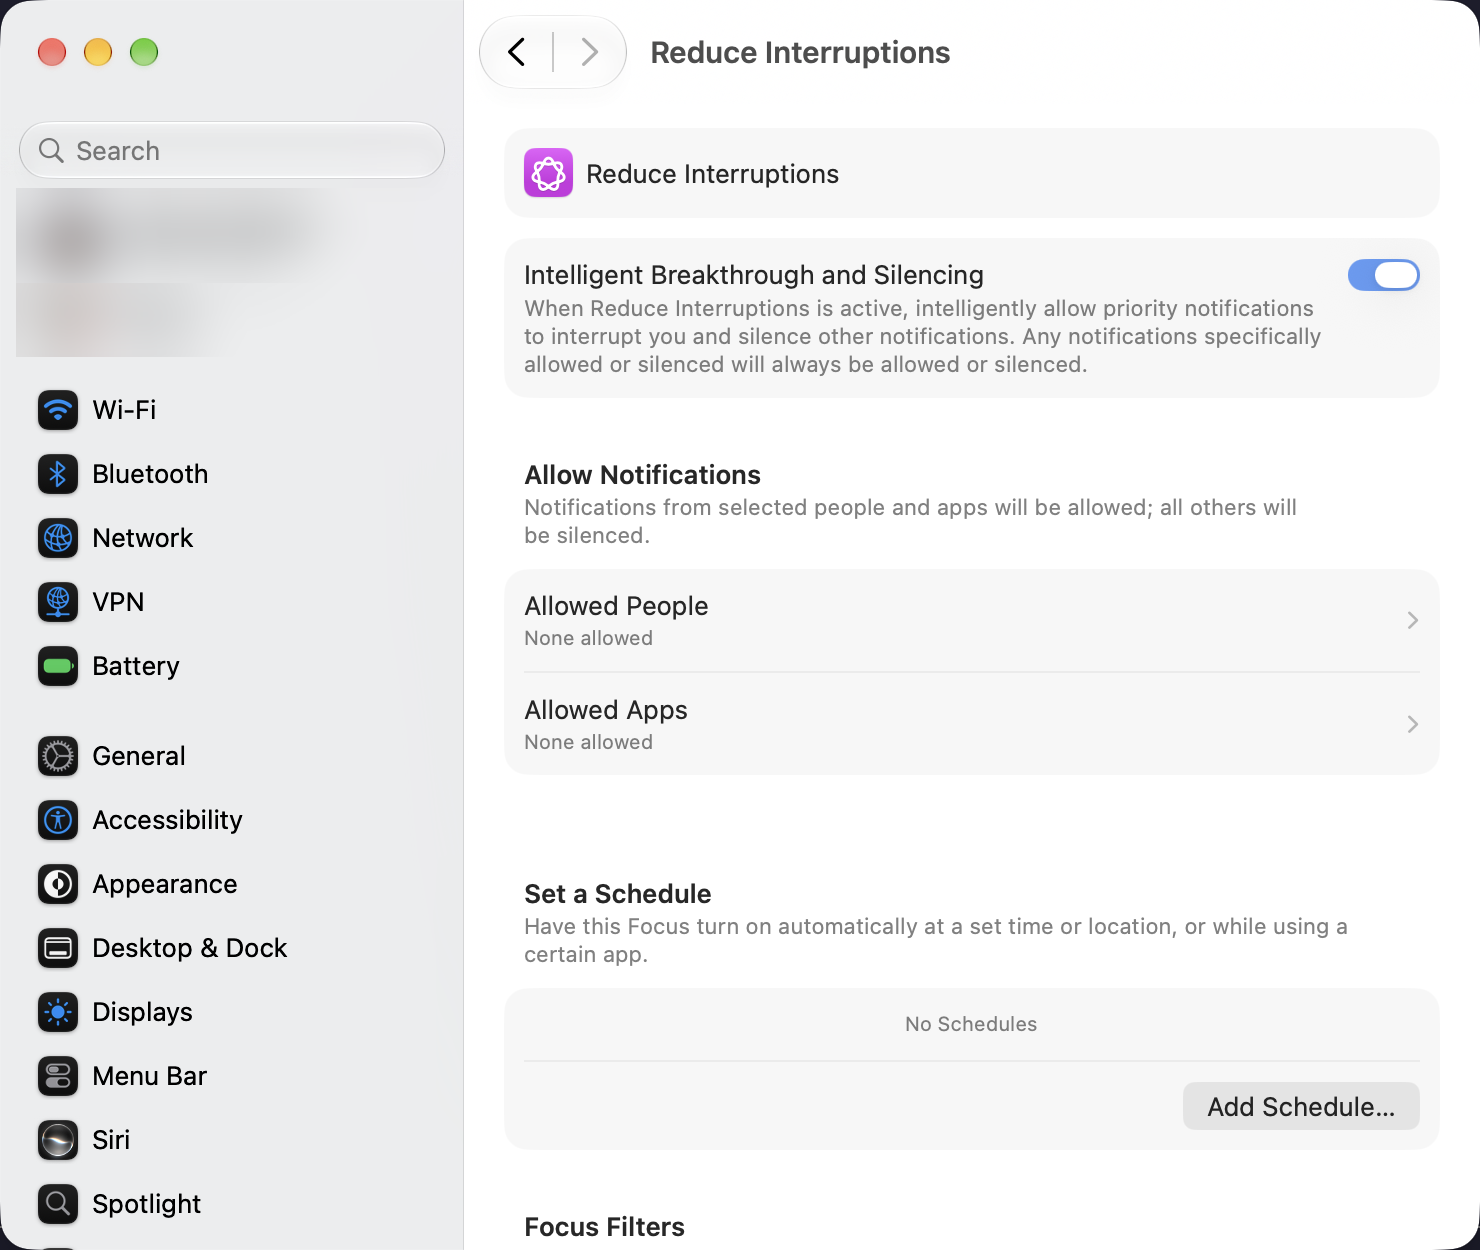 Reduce Interruptions
Search
Wi-Fi
Bluetooth
Network
VPN
Battery
General
Accessibility
Appearance
Desktop & Dock
Displays
Menu Bar
Siri
Spotlight
Reduce Interruptions
Intelligent Breakthrough and Silencing
When Reduce Interruptions is active, intelligently allow priority notifications
to interrupt you and silence other notifications. Any notifications specifically
allowed or silenced will always be allowed or silenced.
Allow Notifications
Notifications from selected people and apps will be allowed; all others will
be silenced.
Allowed People
None allowed
Allowed Apps
None allowed
Set a Schedule
Have this Focus turn on automatically at a set time or location, or while using a
certain app.
No Schedules
Add Schedule...
Focus Filters